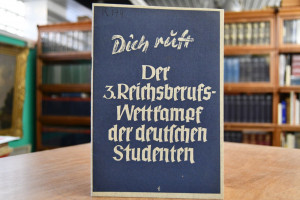 Dich ruft
Der
3. Reichsberufs-
Wettkampf
der deutschen
Studenten